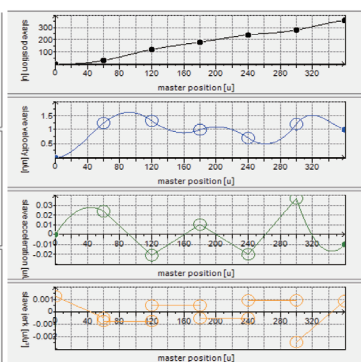 slave position [u]
300
200
100
0 40 80 120 160 200 240 280 320
master position [u]
slave velocity [u/u]
1.5
1
0.5
0 40 80 120 160 200 240 280 320
master position [u]
slave acceleration [u]
0.03
0.02
0.01
0
-0.01
-0.02
40 80 120 160 200 240 280 320
master position [u]
slave jerk [u/u³]
0.001
0
-0.001
-0.002
40 80 120 160 200 240 280 320
master position [u]